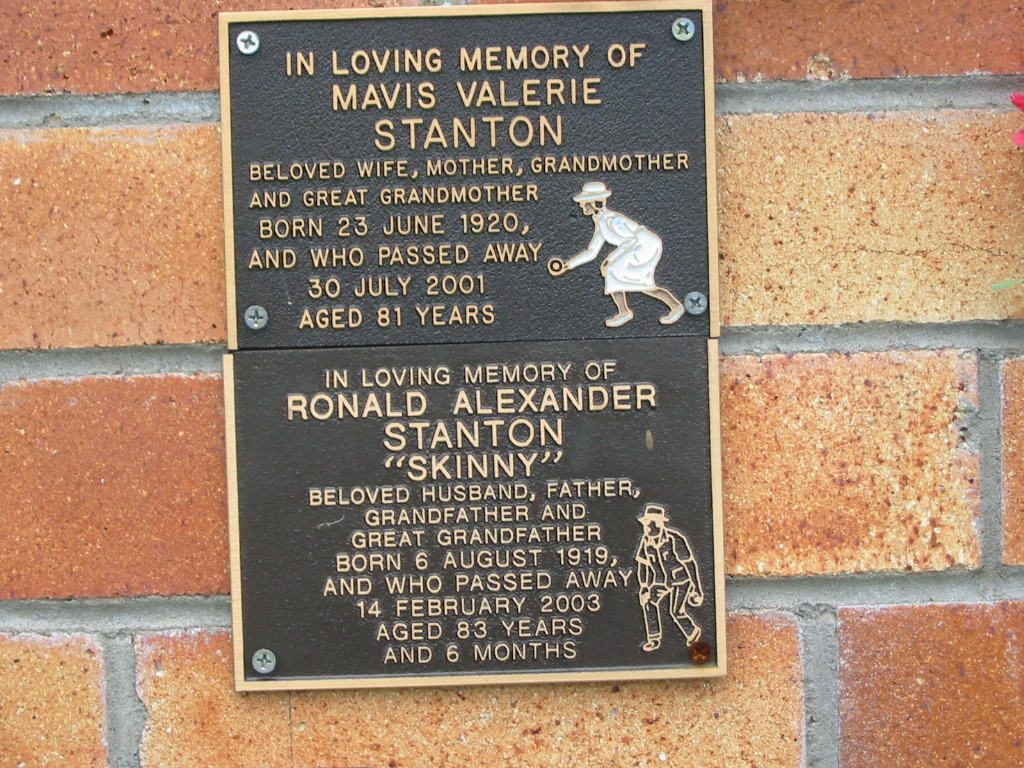 IN LOVING MEMORY OF
MAVIS VALERIE
STANTON
BELOVED WIFE, MOTHER, GRANDMOTHER
AND GREAT GRANDMOTHER
BORN 23 JUNE 1920,
AND WHO PASSED AWAY
30 JULY 2001
AGED 81 YEARS
IN LOVING MEMORY OF
RONALD ALEXANDER
STANTON
"SKINNY"
BELOVED HUSBAND, FATHER,
GRANDFATHER AND
GREAT GRANDFATHER
BORN 6 AUGUST 1919,
AND WHO PASSED AWAY
14 FEBRUARY 2003
AGED 83 YEARS
AND 6 MONTHS